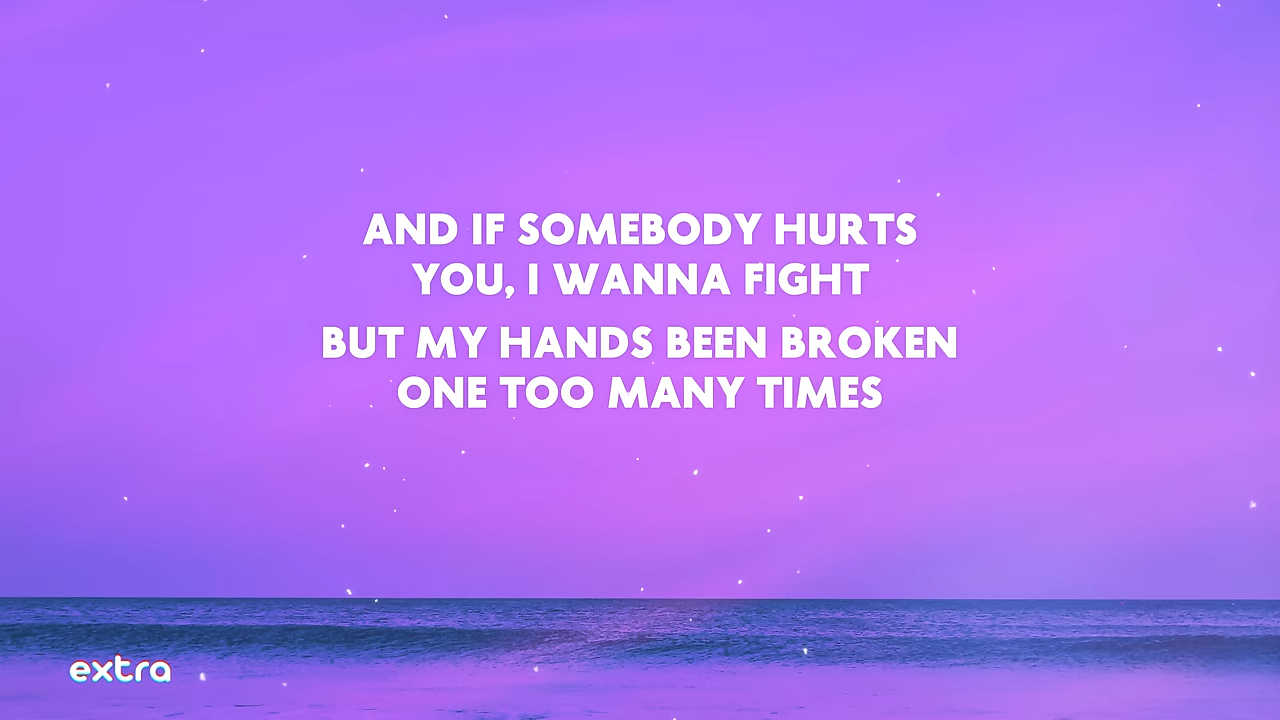 AND IF SOMEBODY HURTS
YOU, I WANNA FIGHT
BUT MY HANDS BEEN BROKEN
ONE TOO MANY TIMES
extra